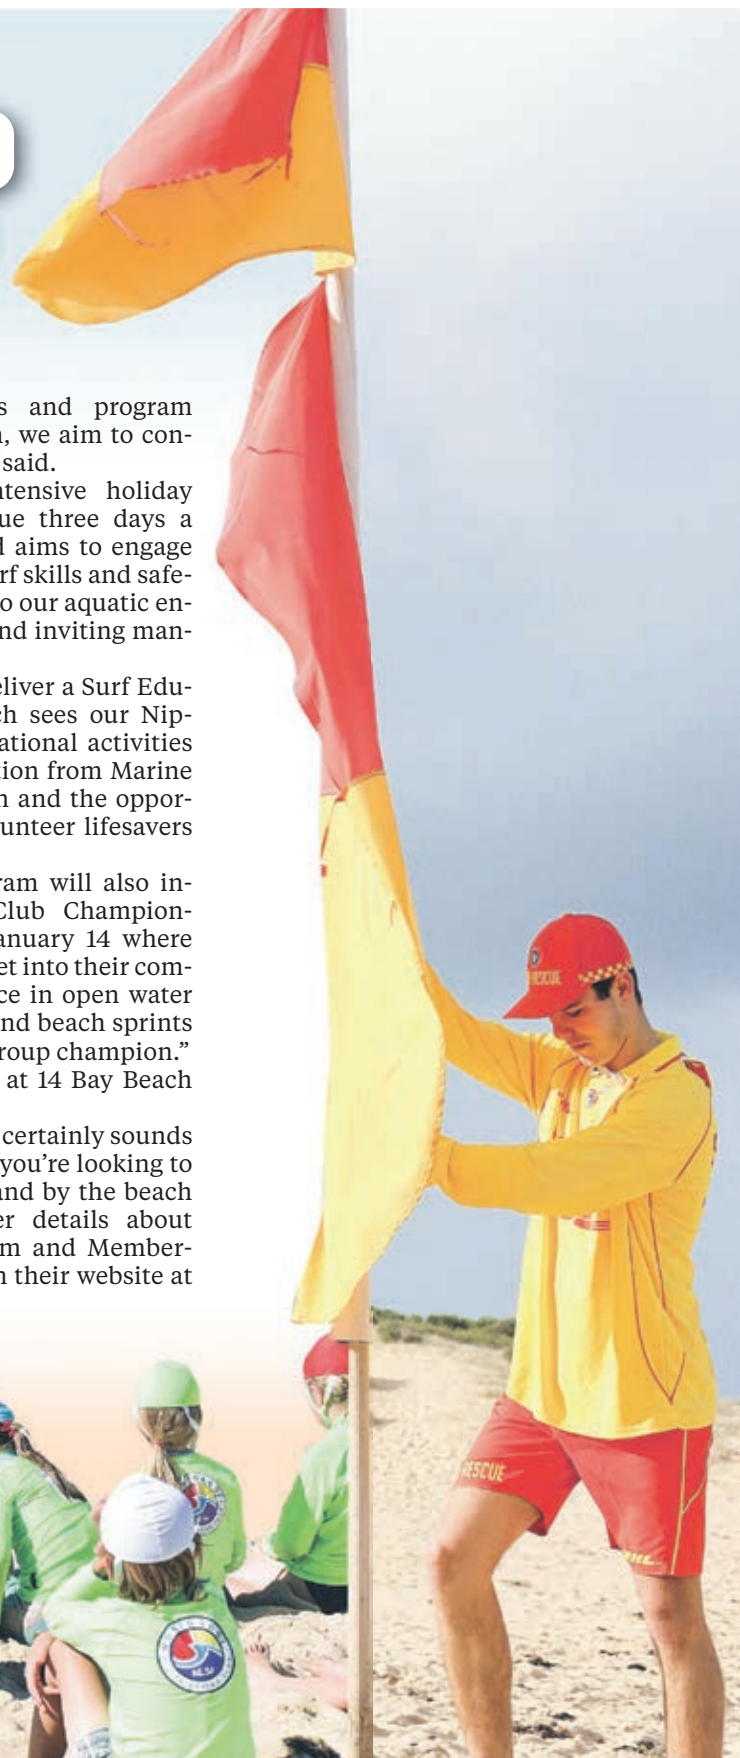 and program
, we aim to con-
said.
ntensive holiday
ue three days a
d aims to engage
rf skills and safe-
o our aquatic en-
nd inviting man-
eliver a Surf Edu-
ch sees our Nip-
ational activities
tion from Marine
n and the oppor-
unteer lifesavers
ram will also in-
Club Champion-
anuary 14 where
et into their com-
ce in open water
nd beach sprints
roup champion.”
at 14 Bay Beach
certainly sounds
you’re looking to
and by the beach
er details about
m and Member-
n their website at
RESCUE
RESCUE
DHL
NLSC